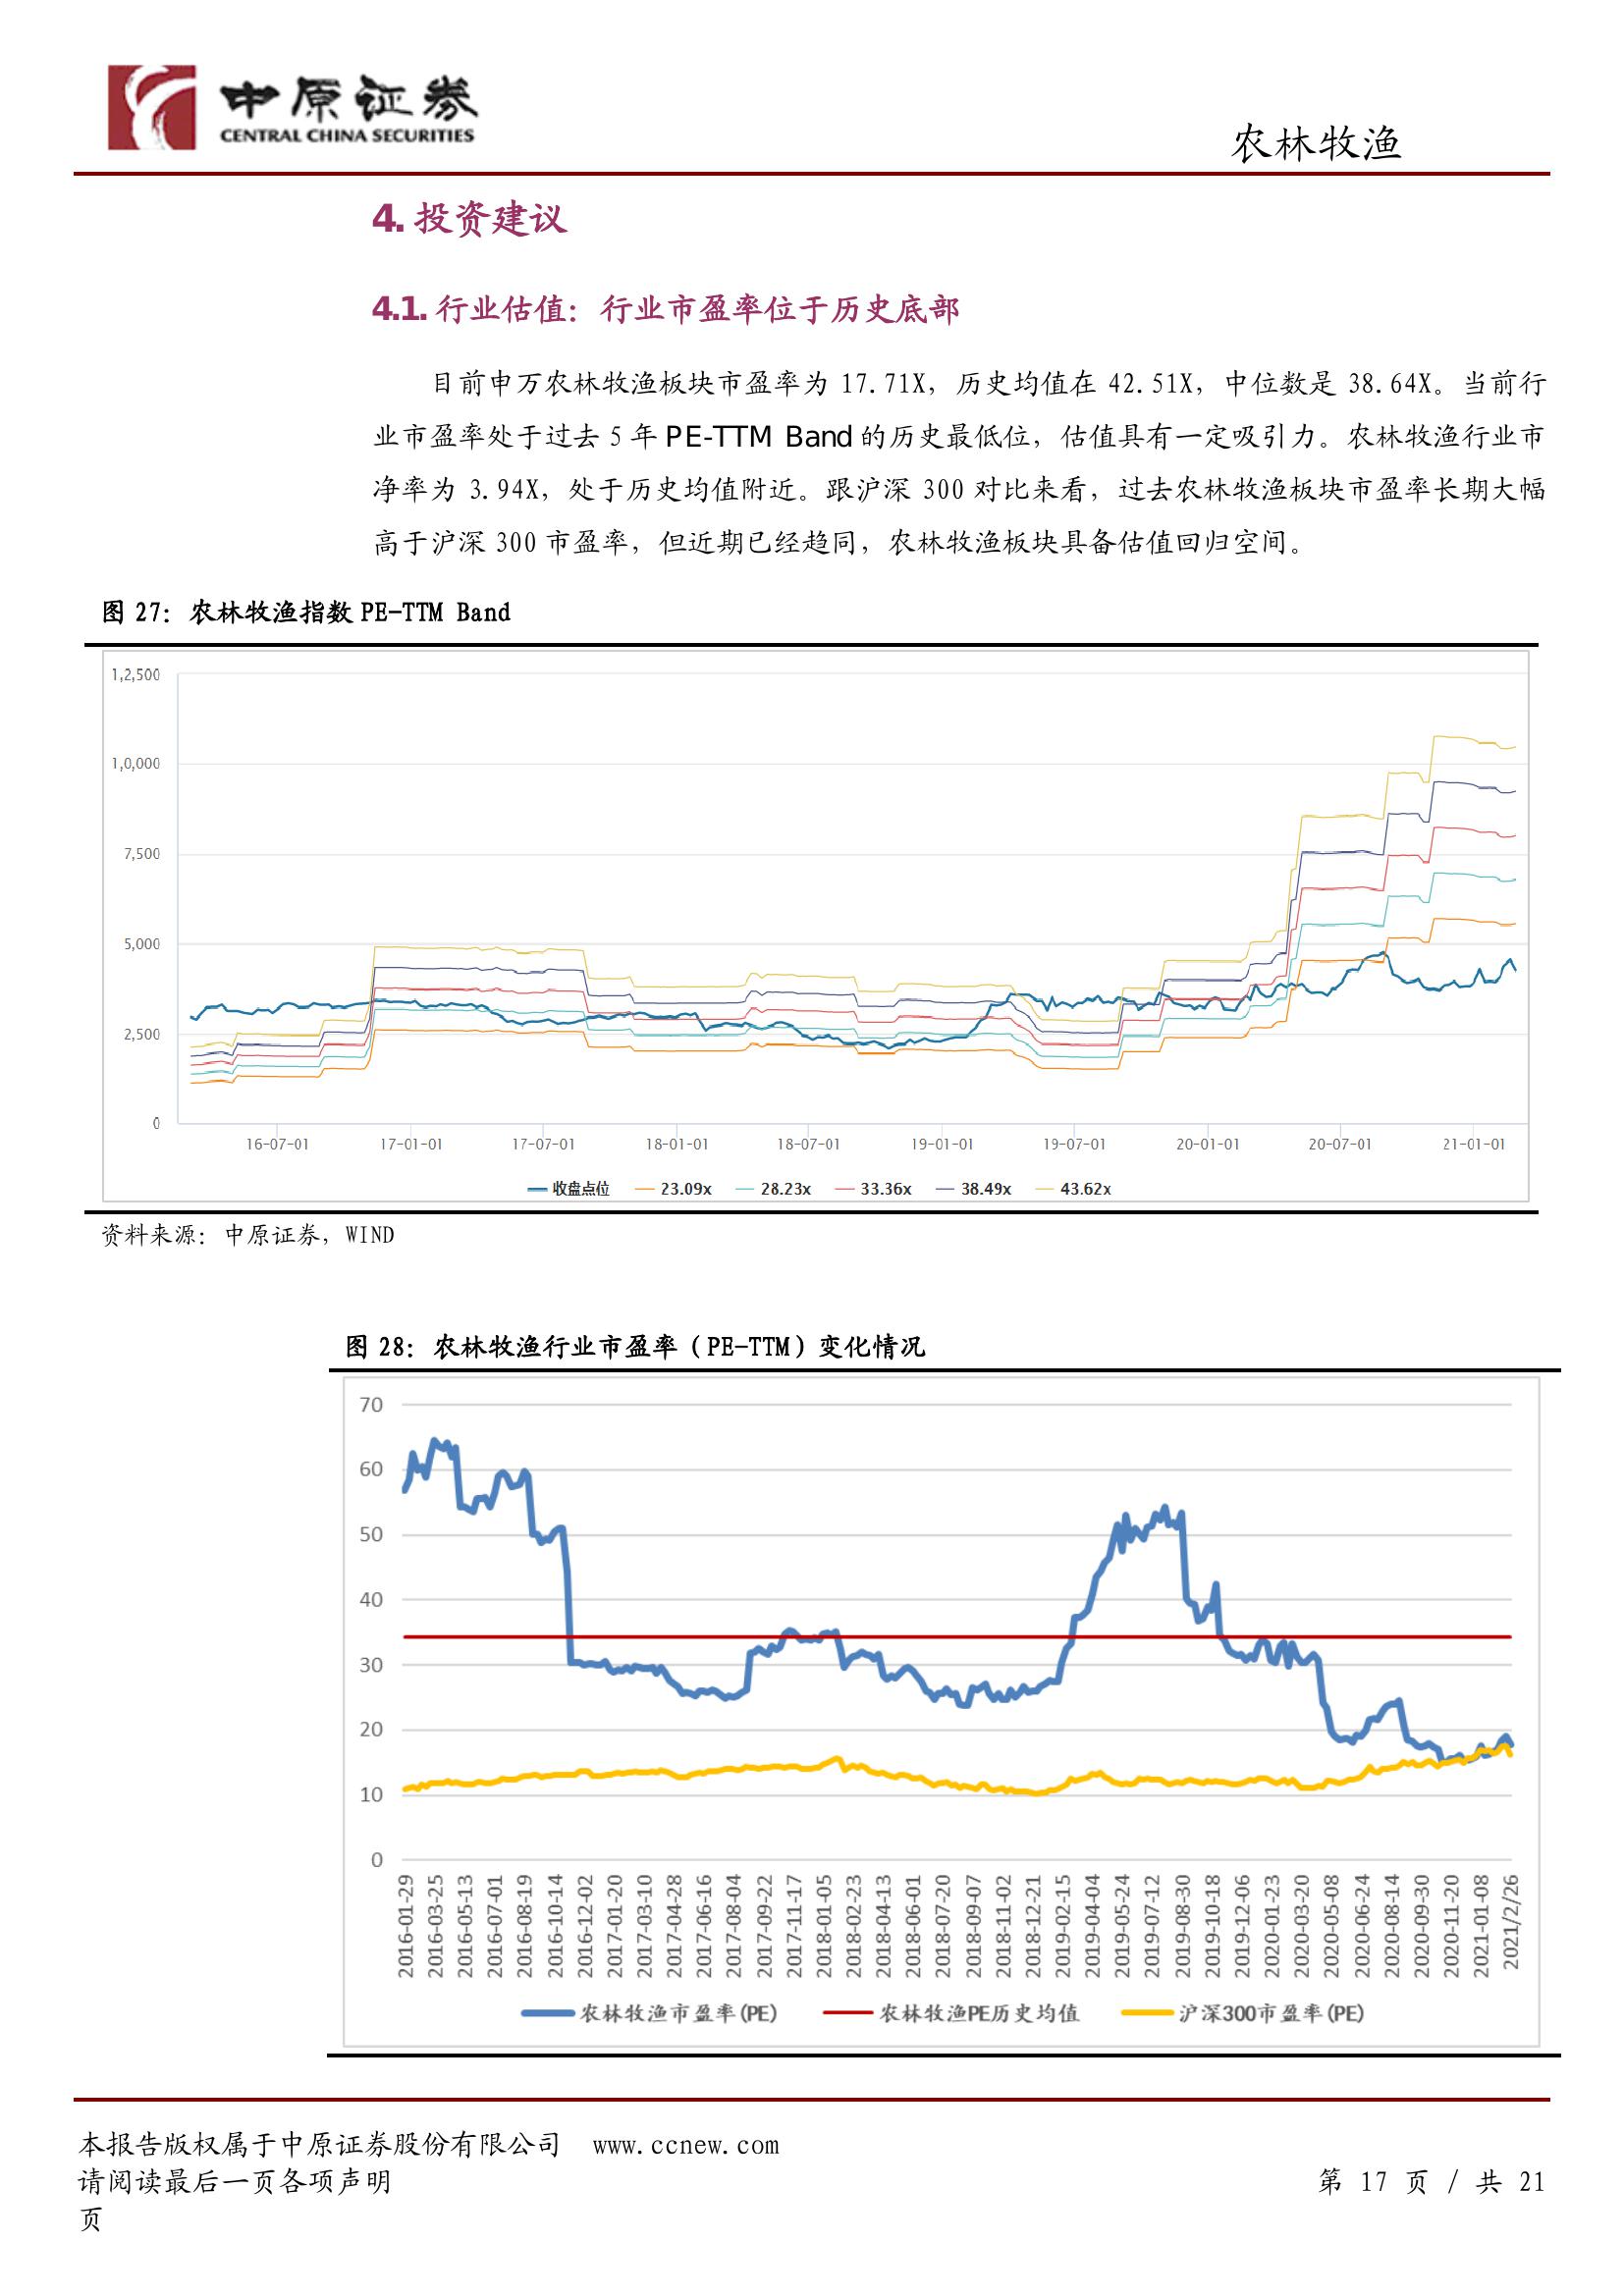 中原证券
CENTRAL CHINA SECURITIES
农林牧渔
4. 投资建议
4.1. 行业估值：行业市盈率位于历史底部
目前申万农林牧渔板块市盈率为 17.71X，历史均值在 42.51X，中位数是 38.64X。当前行
业市盈率处于过去 5 年 PE-TTM Band 的历史最低位，估值具有一定吸引力。农林牧渔行业市
净率为 3.94X，处于历史均值附近。跟沪深 300 对比来看，过去农林牧渔板块市盈率长期大幅
高于沪深 300 市盈率，但近期已经趋同，农林牧渔板块具备估值回归空间。
图 27：农林牧渔指数 PE-TTM Band
1,2,500
1,0,000
7,500
5,000
2,500
0
16-07-01 17-01-01 17-07-01 18-01-01 18-07-01 19-01-01 19-07-01 20-01-01 20-07-01 21-01-01
收盘点位 23.09x 28.23x 33.36x 38.49x 43.62x
资料来源：中原证券，WIND
图 28：农林牧渔行业市盈率（PE-TTM）变化情况
70
60
50
40
30
20
10
0
2016-01-29
2016-03-25
2016-05-13
2016-07-01
2016-08-19
2016-10-14
2016-12-02
2017-01-20
2017-03-10
2017-04-28
2017-06-16
2017-08-04
2017-09-22
2017-11-17
2018-01-05
2018-02-23
2018-04-13
2018-06-01
2018-07-20
2018-09-07
2018-11-02
2018-12-21
2019-02-15
2019-04-04
2019-05-24
2019-07-12
2019-08-30
2019-10-18
2019-12-06
2020-01-23
2020-03-20
2020-05-08
2020-06-24
2020-08-14
2020-09-30
2020-11-20
2021-01-08
2021/2/26
农林牧渔市盈率(PE) 农林牧渔PE历史均值 沪深300市盈率(PE)
本报告版权属于中原证券股份有限公司 www.ccnew.com
请阅读最后一页各项声明 第 17 页 / 共 21
页